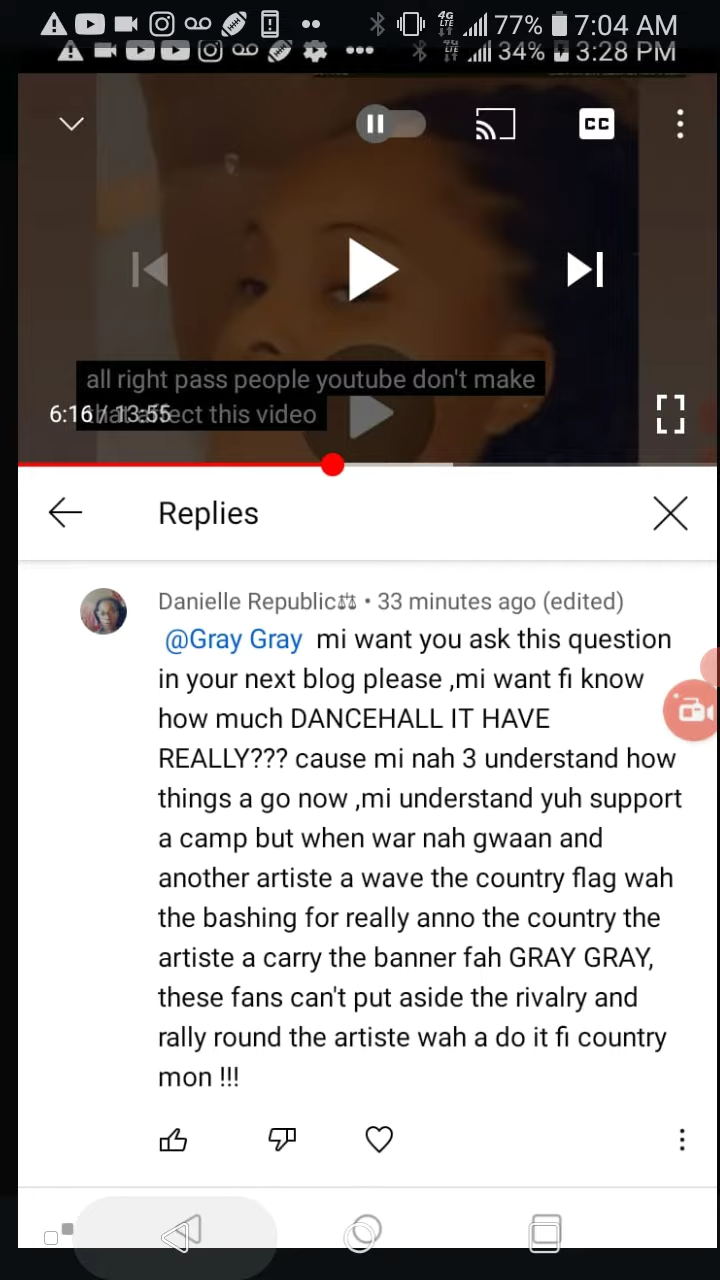 4G LTE 77% 7:04 AM
34% 3:28 PM
CC
all right pass people youtube don't make
that affect this video
6:16 / 13:55
Replies
Danielle Republic⚖ • 33 minutes ago (edited)
@Gray Gray mi want you ask this question
in your next blog please ,mi want fi know
how much DANCEHALL IT HAVE
REALLY??? cause mi nah 3 understand how
things a go now ,mi understand yuh support
a camp but when war nah gwaan and
another artiste a wave the country flag wah
the bashing for really anno the country the
artiste a carry the banner fah GRAY GRAY,
these fans can't put aside the rivalry and
rally round the artiste wah a do it fi country
mon !!!